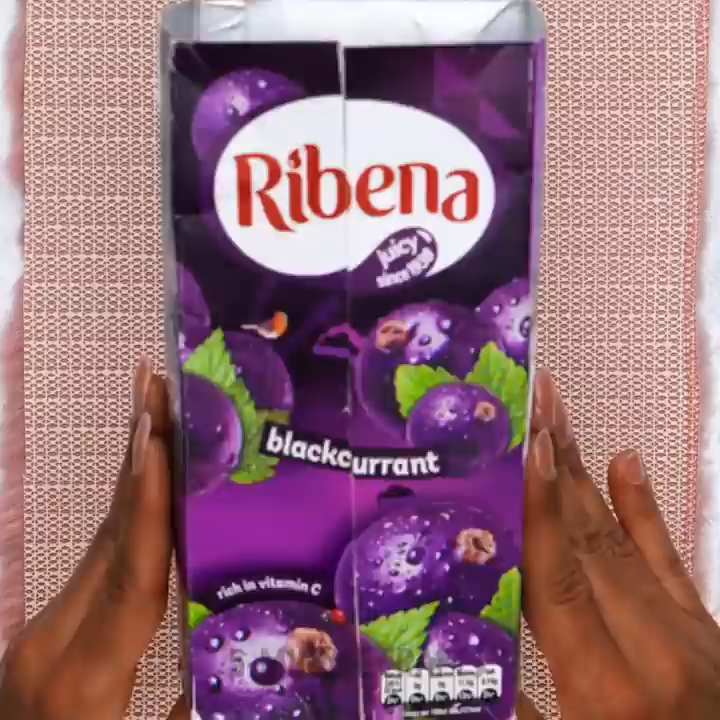 Ribena
juicy
since 1938
blackcurrant
rich in vitamin C